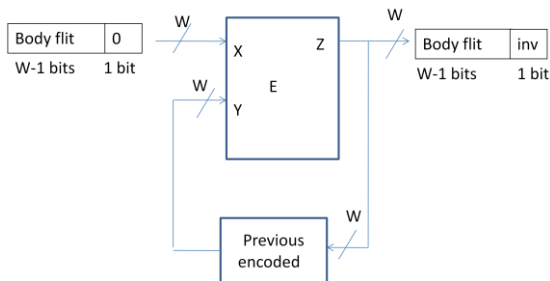 W
W
Body flit 0
X
Z
Body flit inv
W-1 bits 1 bit
W-1 bits 1 bit
W
E
Y
W
Previous
encoded